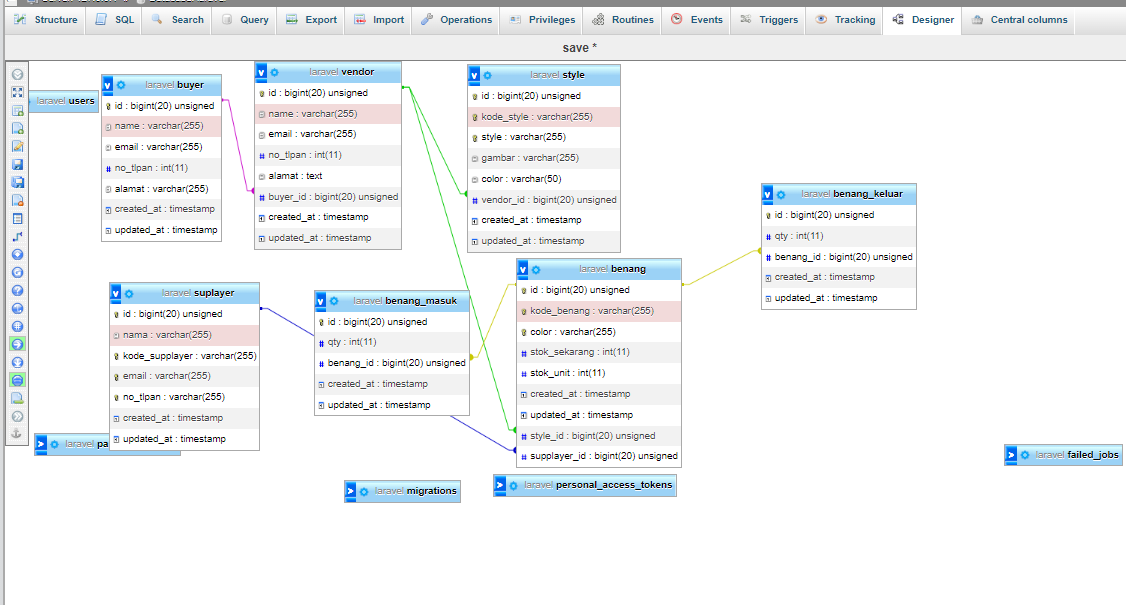 Structure SQL Search Query Export Import Operations Privileges Routines Events Triggers Tracking Designer Central columns
save *
laravel users
laravel buyer
id : bigint(20) unsigned
name : varchar(255)
email : varchar(255)
no_tlpan : int(11)
alamat : varchar(255)
created_at : timestamp
updated_at : timestamp
laravel vendor
id : bigint(20) unsigned
name : varchar(255)
email : varchar(255)
no_tlpan : int(11)
alamat : text
buyer_id : bigint(20) unsigned
created_at : timestamp
updated_at : timestamp
laravel style
id : bigint(20) unsigned
kode_style : varchar(255)
style : varchar(255)
gambar : varchar(255)
color : varchar(50)
vendor_id : bigint(20) unsigned
created_at : timestamp
updated_at : timestamp
laravel benang_keluar
id : bigint(20) unsigned
qty : int(11)
benang_id : bigint(20) unsigned
created_at : timestamp
updated_at : timestamp
laravel suplayer
id : bigint(20) unsigned
nama : varchar(255)
kode_supplayer : varchar(255)
email : varchar(255)
no_tlpan : varchar(255)
created_at : timestamp
updated_at : timestamp
laravel benang_masuk
id : bigint(20) unsigned
qty : int(11)
benang_id : bigint(20) unsigned
created_at : timestamp
updated_at : timestamp
laravel benang
id : bigint(20) unsigned
kode_benang : varchar(255)
color : varchar(255)
stok_sekarang : int(11)
stok_unit : int(11)
created_at : timestamp
updated_at : timestamp
style_id : bigint(20) unsigned
supplayer_id : bigint(20) unsigned
laravel pa
laravel migrations
laravel personal_access_tokens
laravel failed_jobs